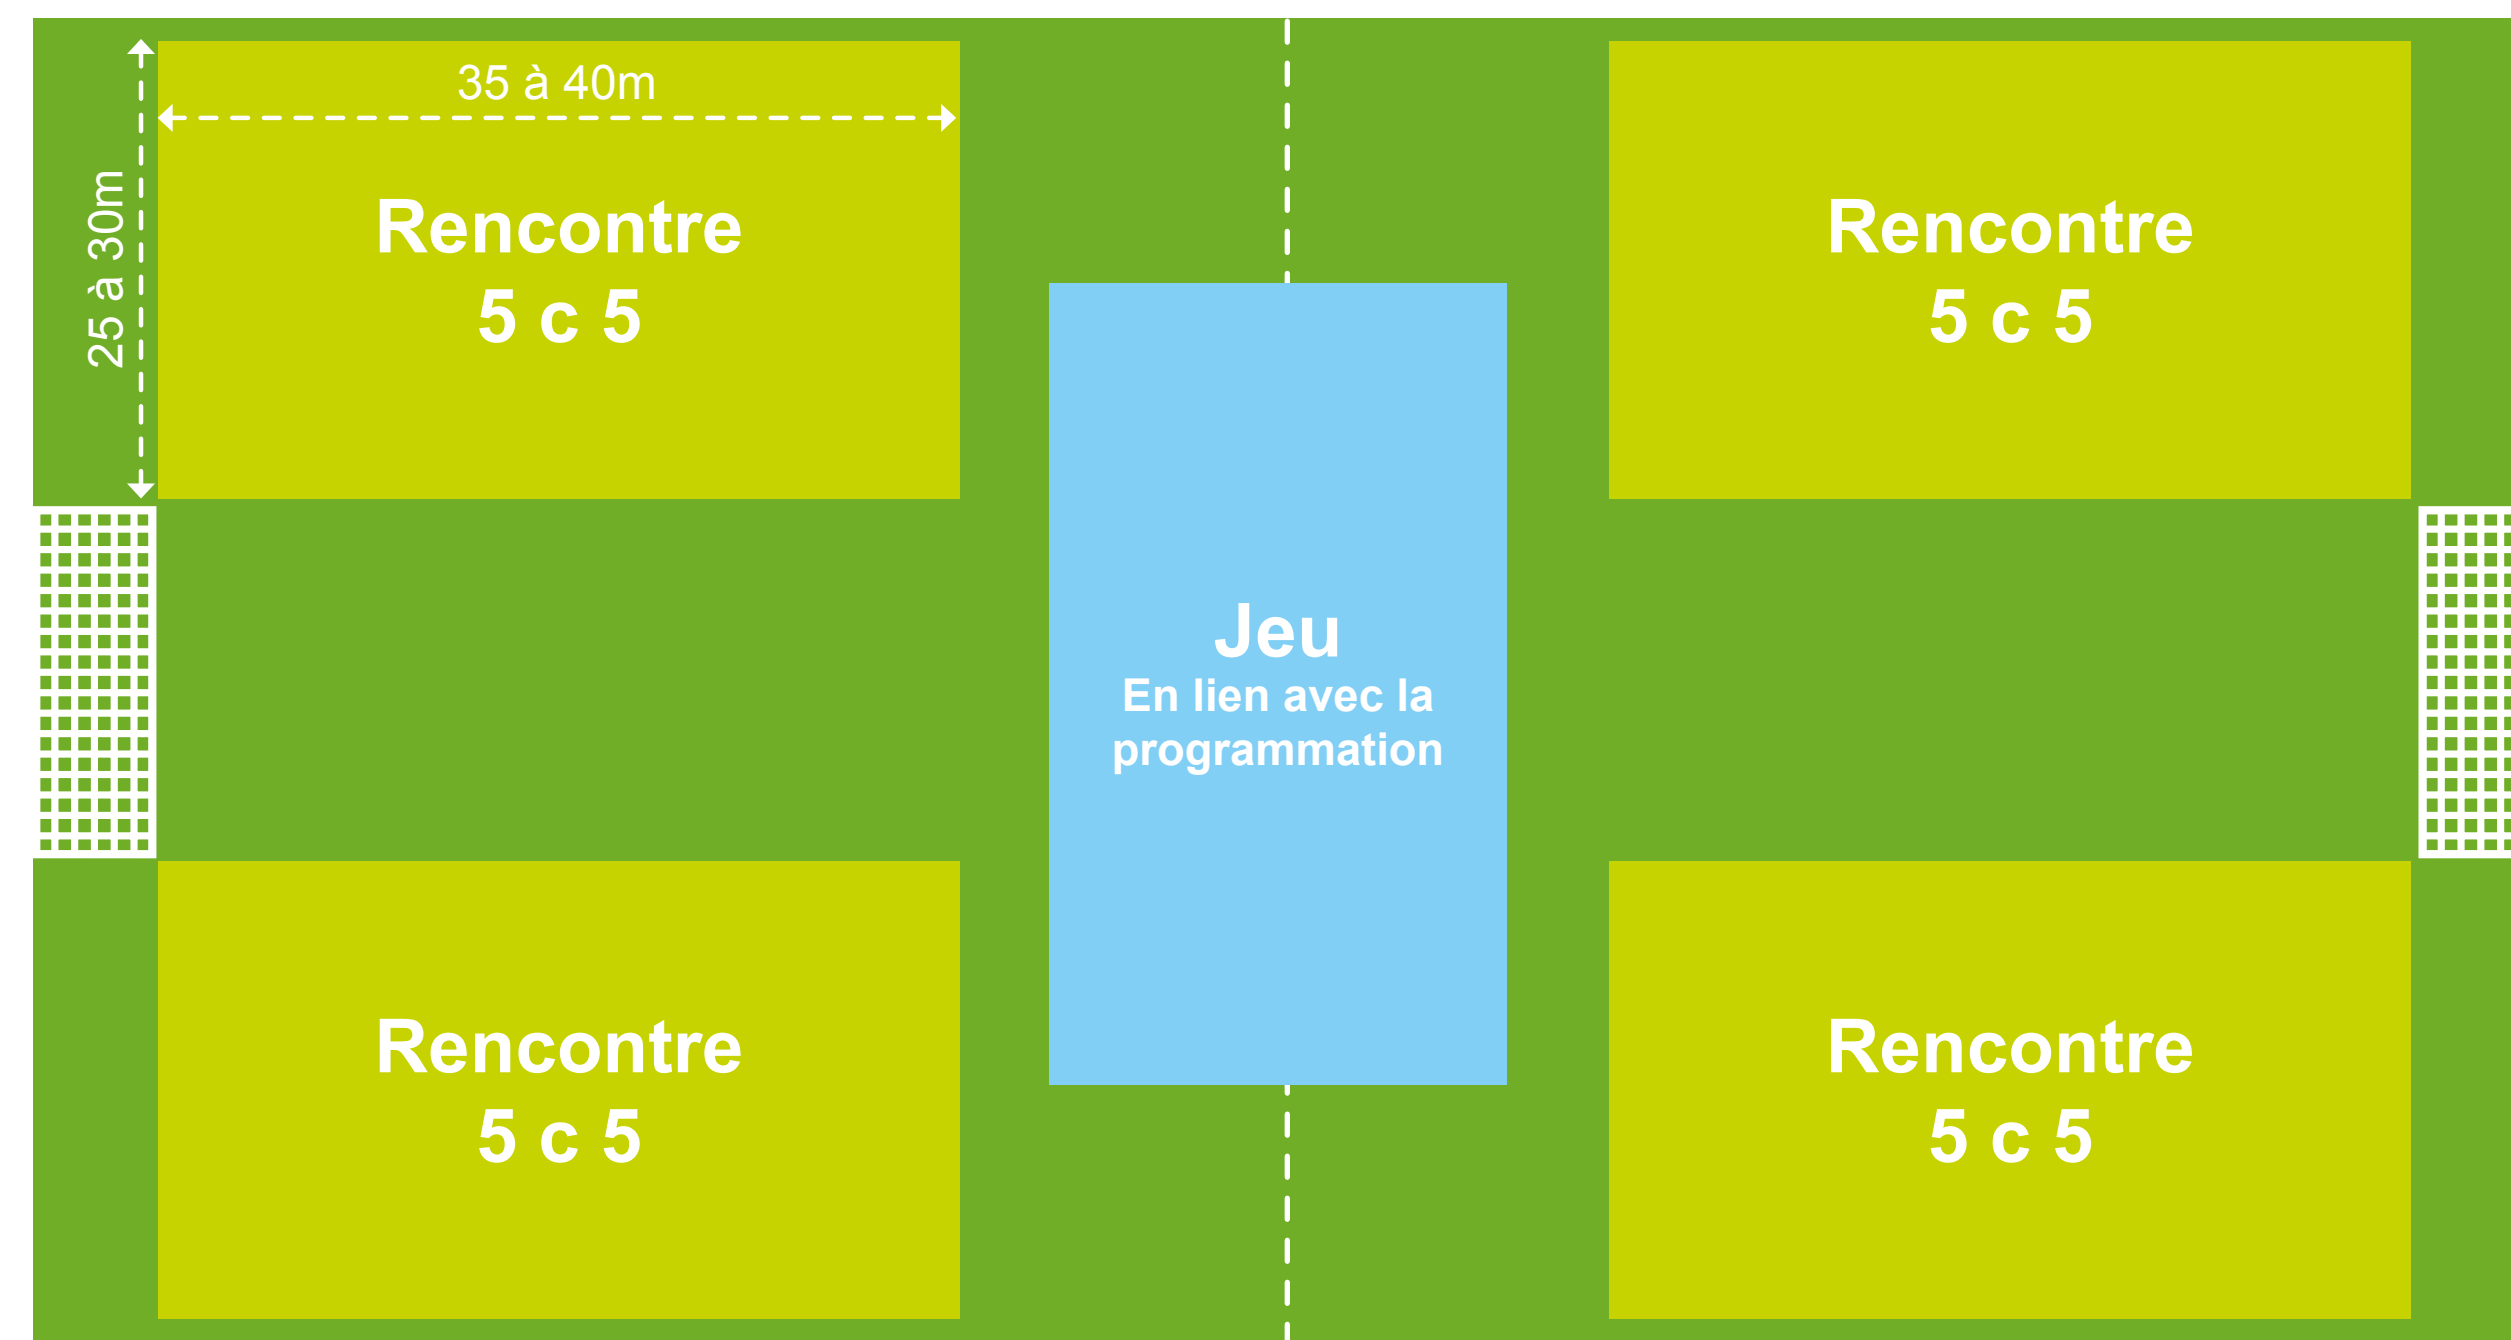 35 à 40m
25 à 30m
Rencontre
5 c 5
Rencontre
5 c 5
Jeu
En lien avec la
programmation
Rencontre
5 c 5
Rencontre
5 c 5